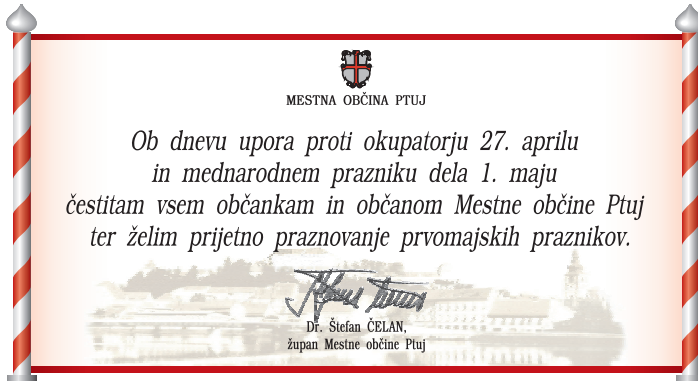 MESTNA OBČINA PTUJ
Ob dnevu upora proti okupatorju 27. aprilu
in mednarodnem prazniku dela 1. maju
čestitam vsem občankam in občanom Mestne občine Ptuj
ter želim prijetno praznovanje prvomajskih praznikov.
Dr. Štefan ČELAN,
župan Mestne občine Ptuj